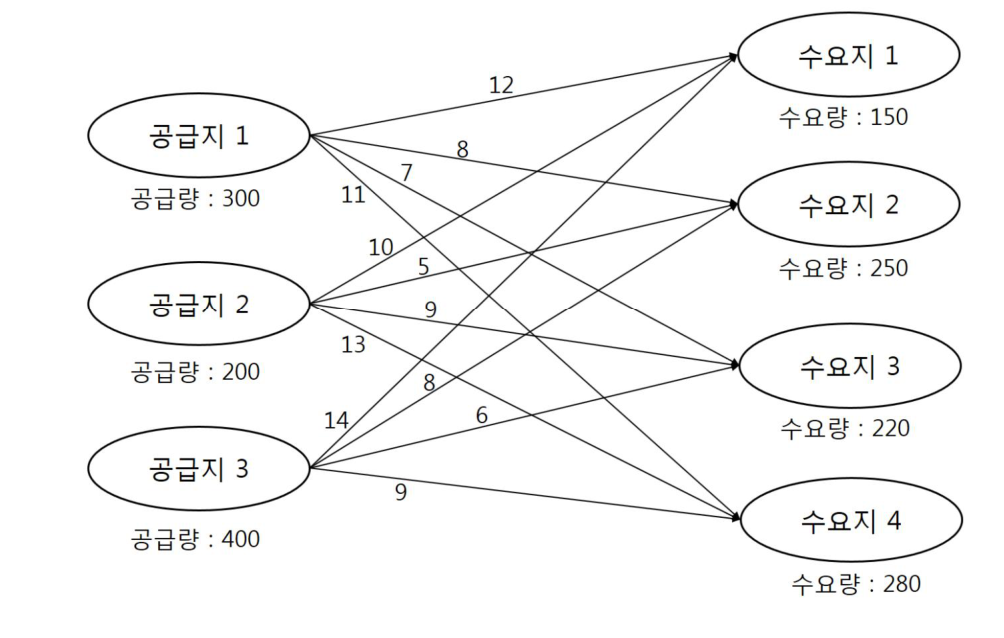 수요지 1
수요량 : 150
12
공급지 1
공급량 : 300
8
7
11
수요지 2
수요량 : 250
10
5
공급지 2
공급량 : 200
9
13
수요지 3
수요량 : 220
8
14
6
공급지 3
공급량 : 400
9
수요지 4
수요량 : 280